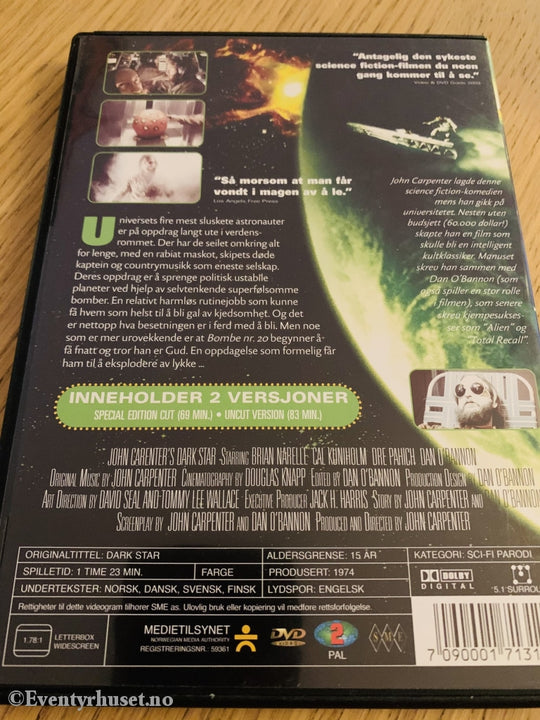 “Antagelig den sykeste
science fiction-filmen du noen
gang kommer til å se.”
Video & DVD Guide
“Så morsom at man får
vondt i magen av å le.”
Los Angels Free Press
Universets fire mest sluskete astronauter
er på oppdrag langt ute i verdens-
rommet. Der har de seilet omkring alt
for lenge, med en rabiat maskot, skipets døde
kaptein og countrymusikk som eneste selskap.
Deres oppdrag er å sprenge politisk ustabile
planeter ved hjelp av selvtenkende superfølsomme
bomber. En relativt harmløs rutinejobb som kunne
få hvem som helst til å bli gal av kjedsomhet. Og det
er nettopp hva besetningen er i ferd med å bli. Men noe
som er mer urovekkende er at Bombe nr. 20 begynner å-
få fnatt og tror han er Gud. En oppdagelse som formelig får
ham til å eksplodere av lykke ...
John Carpenter lagde denne
science fiction-komedien
mens han gikk på
universitetet. Nesten uten
budsjett (60.000 dollar!)
skapte han en film som
skulle bli en intelligent
kultklassiker. Manuset
skreu han sammen med
Dan O'Bannon (som
også spiller en stor rolle
i filmen), som senere
skreu kjempesukses-
ser som "Alien" og
"Total Recall".
INNEHOLDER 2 VERSJONER
SPECIAL EDITION CUT (69 MIN.) • UNCUT VERSION (83 MIN.)
JOHN CARENTER'S DARK STAR STARRING BRIAN NARELLE CAL KUNIHOLM DRE PAHICH DAN O'BANNON
ORIGINAL MUSIC BY JOHN CARPENTER CINEMATOGRAPHY BY DOUGLAS KNAPP EDITED BY DAN O'BANNON PRODUCTION DESIGN BY DAN O'BANNON
ART DIRECTION BY DAVID SEAL AND TOMMY LEE WALLACE EXECUTIVE PRODUCER JACK H. HARRIS STORY BY JOHN CARPENTER AND DAN O'BANNON
SCREENPLAY BY JOHN CARPENTER AND DAN O'BANNON PRODUCED AND DIRECTED BY JOHN CARPENTER
ORIGINALTITTEL: DARK STAR ALDERSGRENSE: 15 ÅR KATEGORI: SCI-FI PARODI
SPILLETID: 1 TIME 23 MIN. FARGE PRODUSERT: 1974
UNDERTEKSTER: NORSK, DANSK, SVENSK, FINSK LYDSPOR: ENGELSK
DOLBY
DIGITAL
5.1 SURROU
Rettigheter til dette videogram tilhører SME as. Ulovlig bruk eller kopiering vil medføre rettsforfølgelse.
1.78:1
LETTERBOX
WIDESCREEN
MEDIETILSYNET
NORWEGIAN MEDIA AUTHORITY
REGISTRERINGSNR. 59361
DVD
VIDEO
2
PAL
SME
7 090001 7131
©Eventyrhuset.no